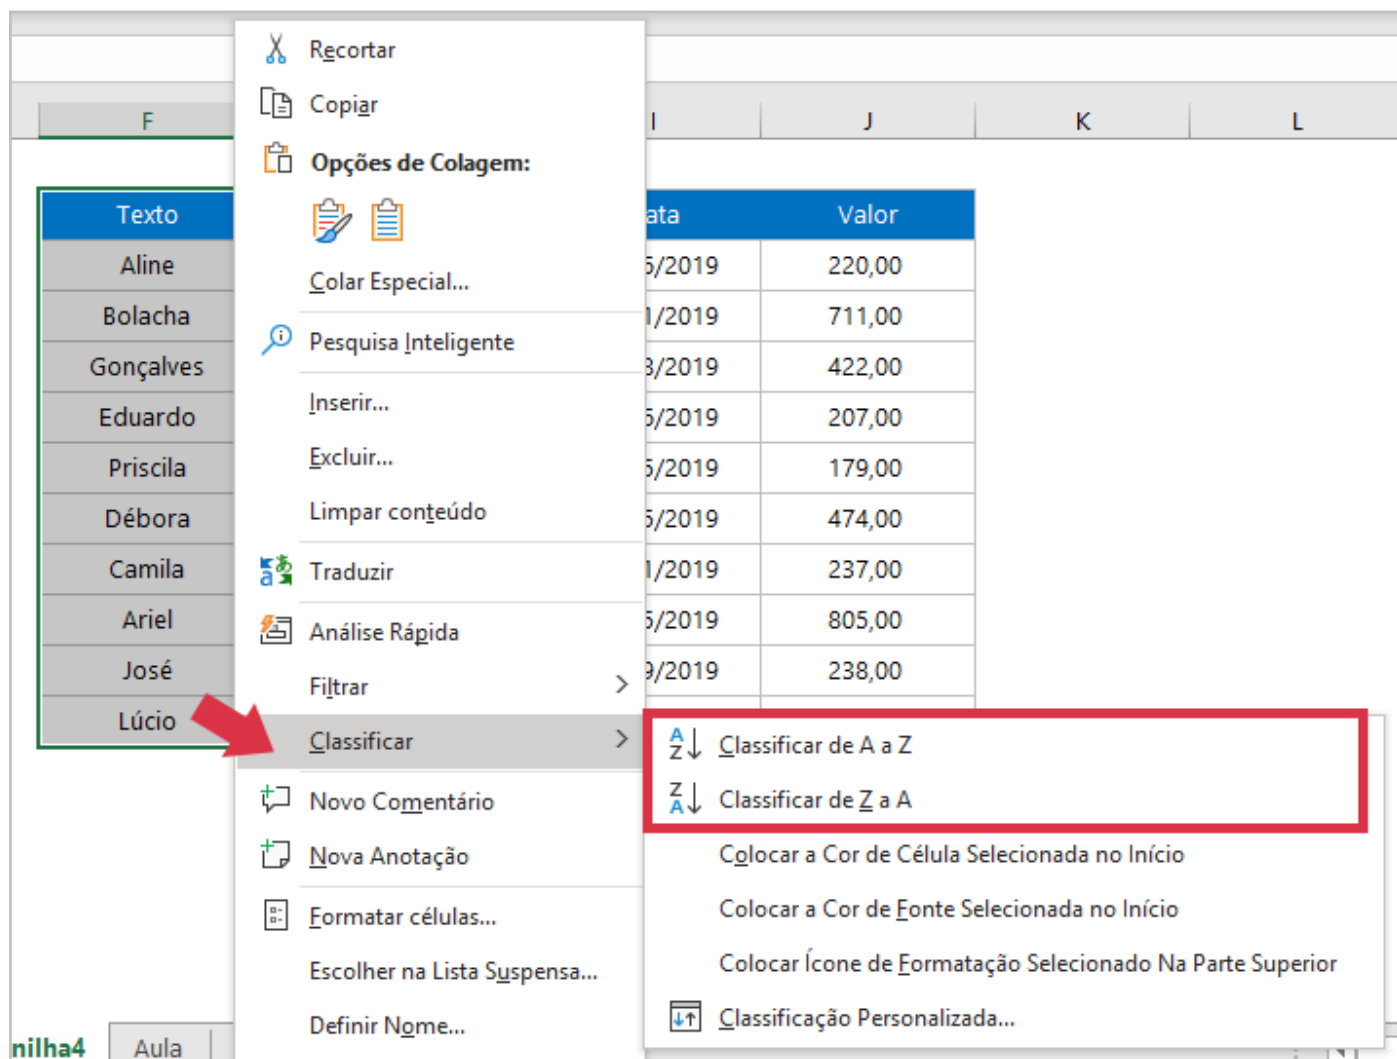 F I J K L
Texto ata Valor
Aline 5/2019 220,00
Bolacha 1/2019 711,00
Gonçalves 3/2019 422,00
Eduardo 5/2019 207,00
Priscila 5/2019 179,00
Débora 5/2019 474,00
Camila 1/2019 237,00
Ariel 5/2019 805,00
José 9/2019 238,00
Lúcio
Recortar
Copiar
Opções de Colagem:
Colar Especial...
Pesquisa Inteligente
Inserir...
Excluir...
Limpar conteúdo
Traduzir
Análise Rápida
Filtrar
Classificar
Novo Comentário
Nova Anotação
Formatar células...
Escolher na Lista Suspensa...
Definir Nome...
Classificar de A a Z
Classificar de Z a A
Colocar a Cor de Célula Selecionada no Início
Colocar a Cor de Fonte Selecionada no Início
Colocar Ícone de Formatação Selecionado Na Parte Superior
Classificação Personalizada...
nilha4 Aula